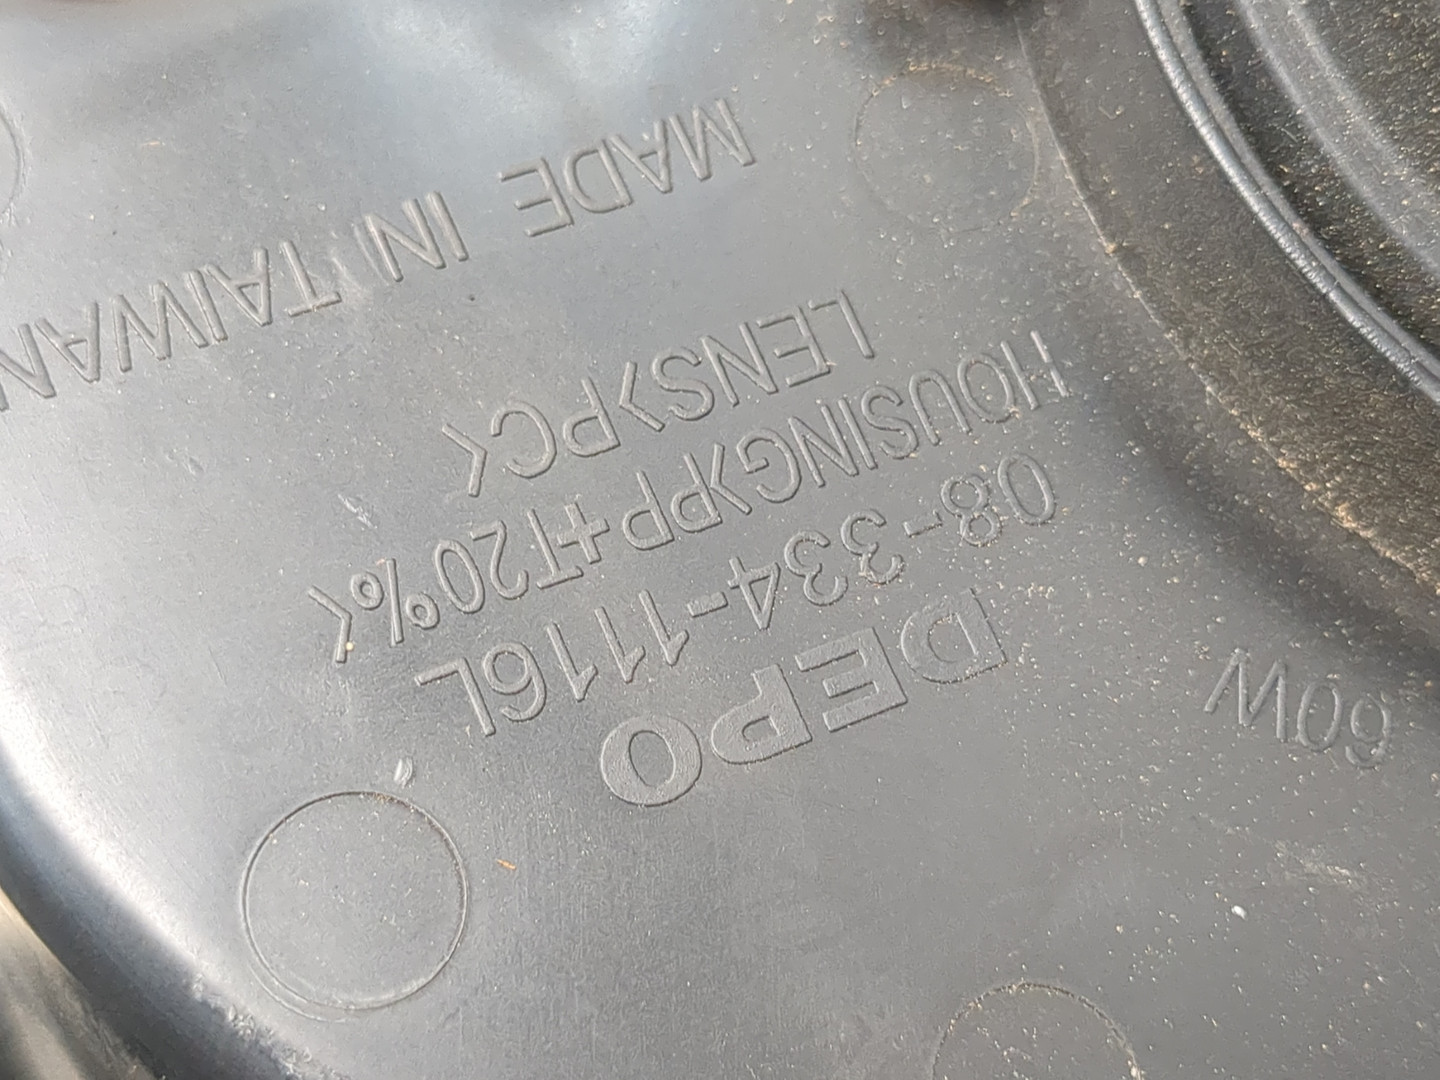 60W
DEPO
08-334-1116L
HOUSING>PP+T20%<
LENS>PC<
MADE IN TAIWAN